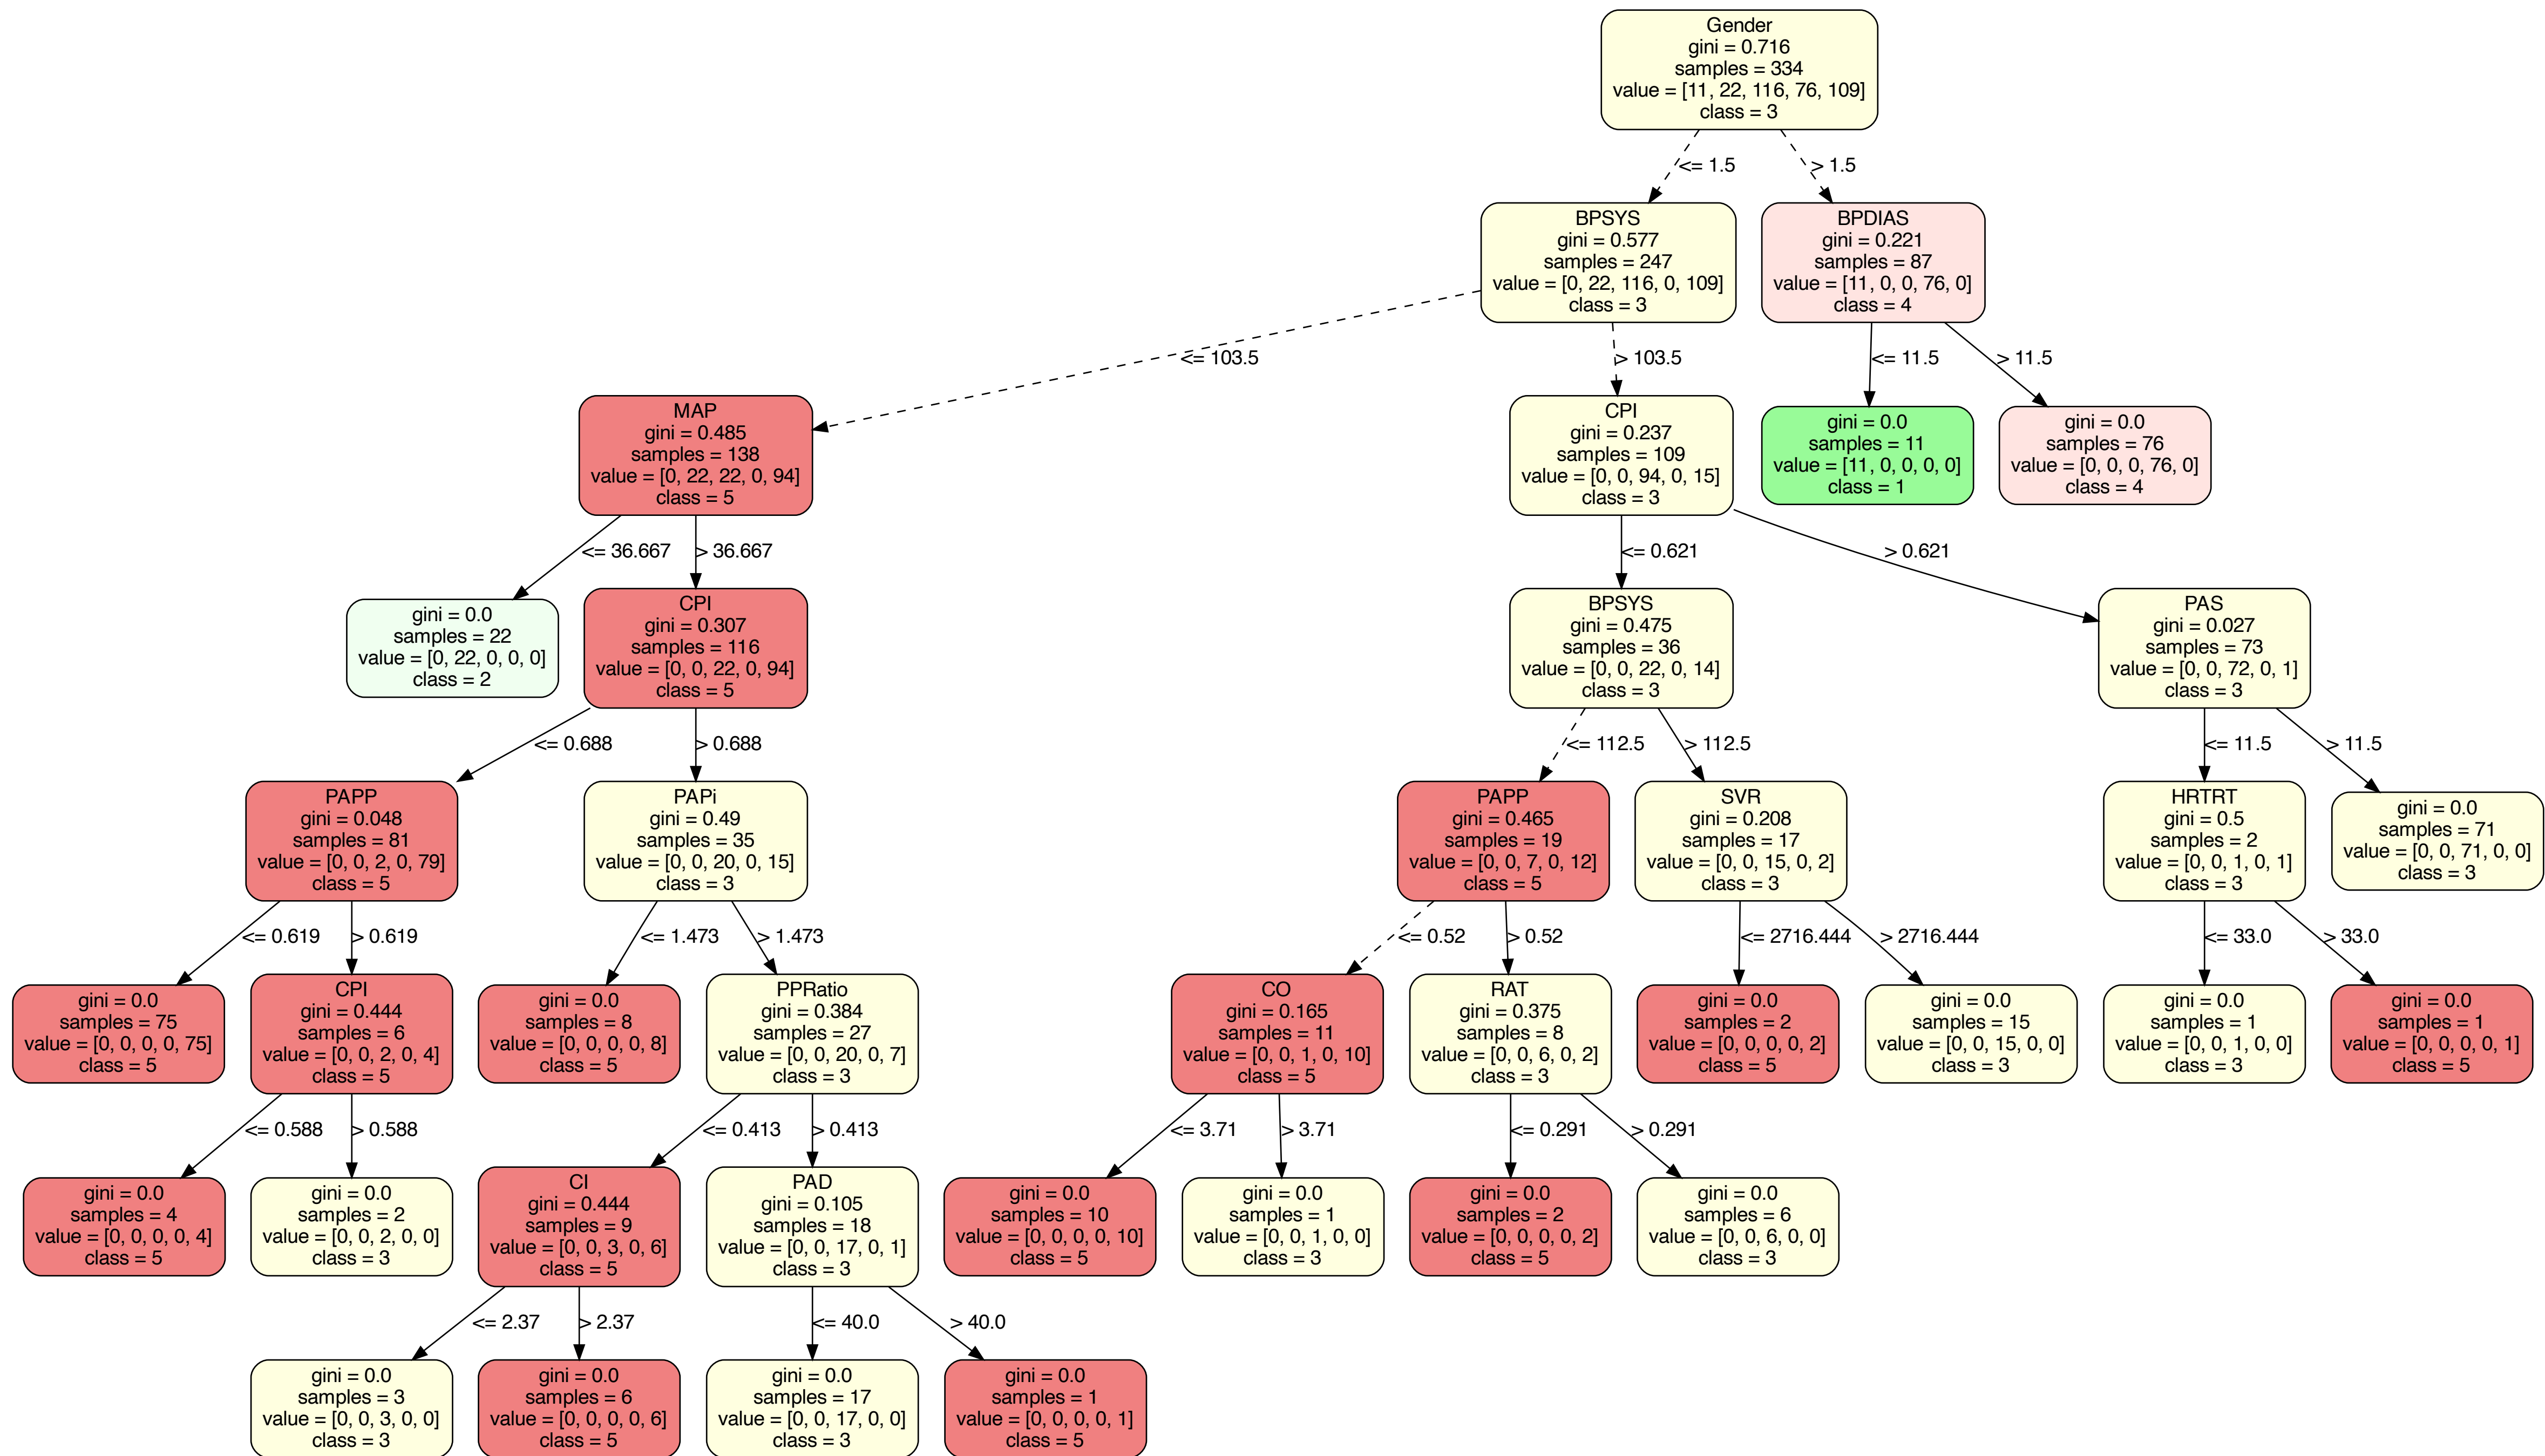 Gender
gini = 0.716
samples = 334
value = [11, 22, 116, 76, 109]
class = 3
<= 1.5
> 1.5
BPSYS
gini = 0.577
samples = 247
value = [0, 22, 116, 0, 109]
class = 3
BPDIAS
gini = 0.221
samples = 87
value = [11, 0, 0, 76, 0]
class = 4
<= 103.5
> 103.5
<= 11.5
> 11.5
MAP
gini = 0.485
samples = 138
value = [0, 22, 22, 0, 94]
class = 5
CPI
gini = 0.237
samples = 109
value = [0, 0, 94, 0, 15]
class = 3
gini = 0.0
samples = 11
value = [11, 0, 0, 0, 0]
class = 1
gini = 0.0
samples = 76
value = [0, 0, 0, 76, 0]
class = 4
<= 36.667
> 36.667
<= 0.621
> 0.621
gini = 0.0
samples = 22
value = [0, 22, 0, 0, 0]
class = 2
CPI
gini = 0.307
samples = 116
value = [0, 0, 22, 0, 94]
class = 5
BPSYS
gini = 0.475
samples = 36
value = [0, 0, 22, 0, 14]
class = 3
PAS
gini = 0.027
samples = 73
value = [0, 0, 72, 0, 1]
class = 3
<= 0.688
> 0.688
<= 112.5
> 112.5
<= 11.5
> 11.5
PAPP
gini = 0.048
samples = 81
value = [0, 0, 2, 0, 79]
class = 5
PAPi
gini = 0.49
samples = 35
value = [0, 0, 20, 0, 15]
class = 3
PAPP
gini = 0.465
samples = 19
value = [0, 0, 7, 0, 12]
class = 5
SVR
gini = 0.208
samples = 17
value = [0, 0, 15, 0, 2]
class = 3
HRTRT
gini = 0.5
samples = 2
value = [0, 0, 1, 0, 1]
class = 3
gini = 0.0
samples = 71
value = [0, 0, 71, 0, 0]
class = 3
<= 0.619
> 0.619
<= 1.473
> 1.473
<= 0.52
> 0.52
<= 2716.444
> 2716.444
<= 33.0
> 33.0
gini = 0.0
samples = 75
value = [0, 0, 0, 0, 75]
class = 5
CPI
gini = 0.444
samples = 6
value = [0, 0, 2, 0, 4]
class = 5
gini = 0.0
samples = 8
value = [0, 0, 0, 0, 8]
class = 5
PPRatio
gini = 0.384
samples = 27
value = [0, 0, 20, 0, 7]
class = 3
CO
gini = 0.165
samples = 11
value = [0, 0, 1, 0, 10]
class = 5
RAT
gini = 0.375
samples = 8
value = [0, 0, 6, 0, 2]
class = 3
gini = 0.0
samples = 2
value = [0, 0, 0, 0, 2]
class = 5
gini = 0.0
samples = 15
value = [0, 0, 15, 0, 0]
class = 3
gini = 0.0
samples = 1
value = [0, 0, 1, 0, 0]
class = 3
gini = 0.0
samples = 1
value = [0, 0, 0, 0, 1]
class = 5
<= 0.588
> 0.588
<= 0.413
> 0.413
<= 3.71
> 3.71
<= 0.291
> 0.291
gini = 0.0
samples = 4
value = [0, 0, 0, 0, 4]
class = 5
gini = 0.0
samples = 2
value = [0, 0, 2, 0, 0]
class = 3
CI
gini = 0.444
samples = 9
value = [0, 0, 3, 0, 6]
class = 5
PAD
gini = 0.105
samples = 18
value = [0, 0, 17, 0, 1]
class = 3
gini = 0.0
samples = 10
value = [0, 0, 0, 0, 10]
class = 5
gini = 0.0
samples = 1
value = [0, 0, 1, 0, 0]
class = 3
gini = 0.0
samples = 2
value = [0, 0, 0, 0, 2]
class = 5
gini = 0.0
samples = 6
value = [0, 0, 6, 0, 0]
class = 3
<= 2.37
> 2.37
<= 40.0
> 40.0
gini = 0.0
samples = 3
value = [0, 0, 3, 0, 0]
class = 3
gini = 0.0
samples = 6
value = [0, 0, 0, 0, 6]
class = 5
gini = 0.0
samples = 17
value = [0, 0, 17, 0, 0]
class = 3
gini = 0.0
samples = 1
value = [0, 0, 0, 0, 1]
class = 5